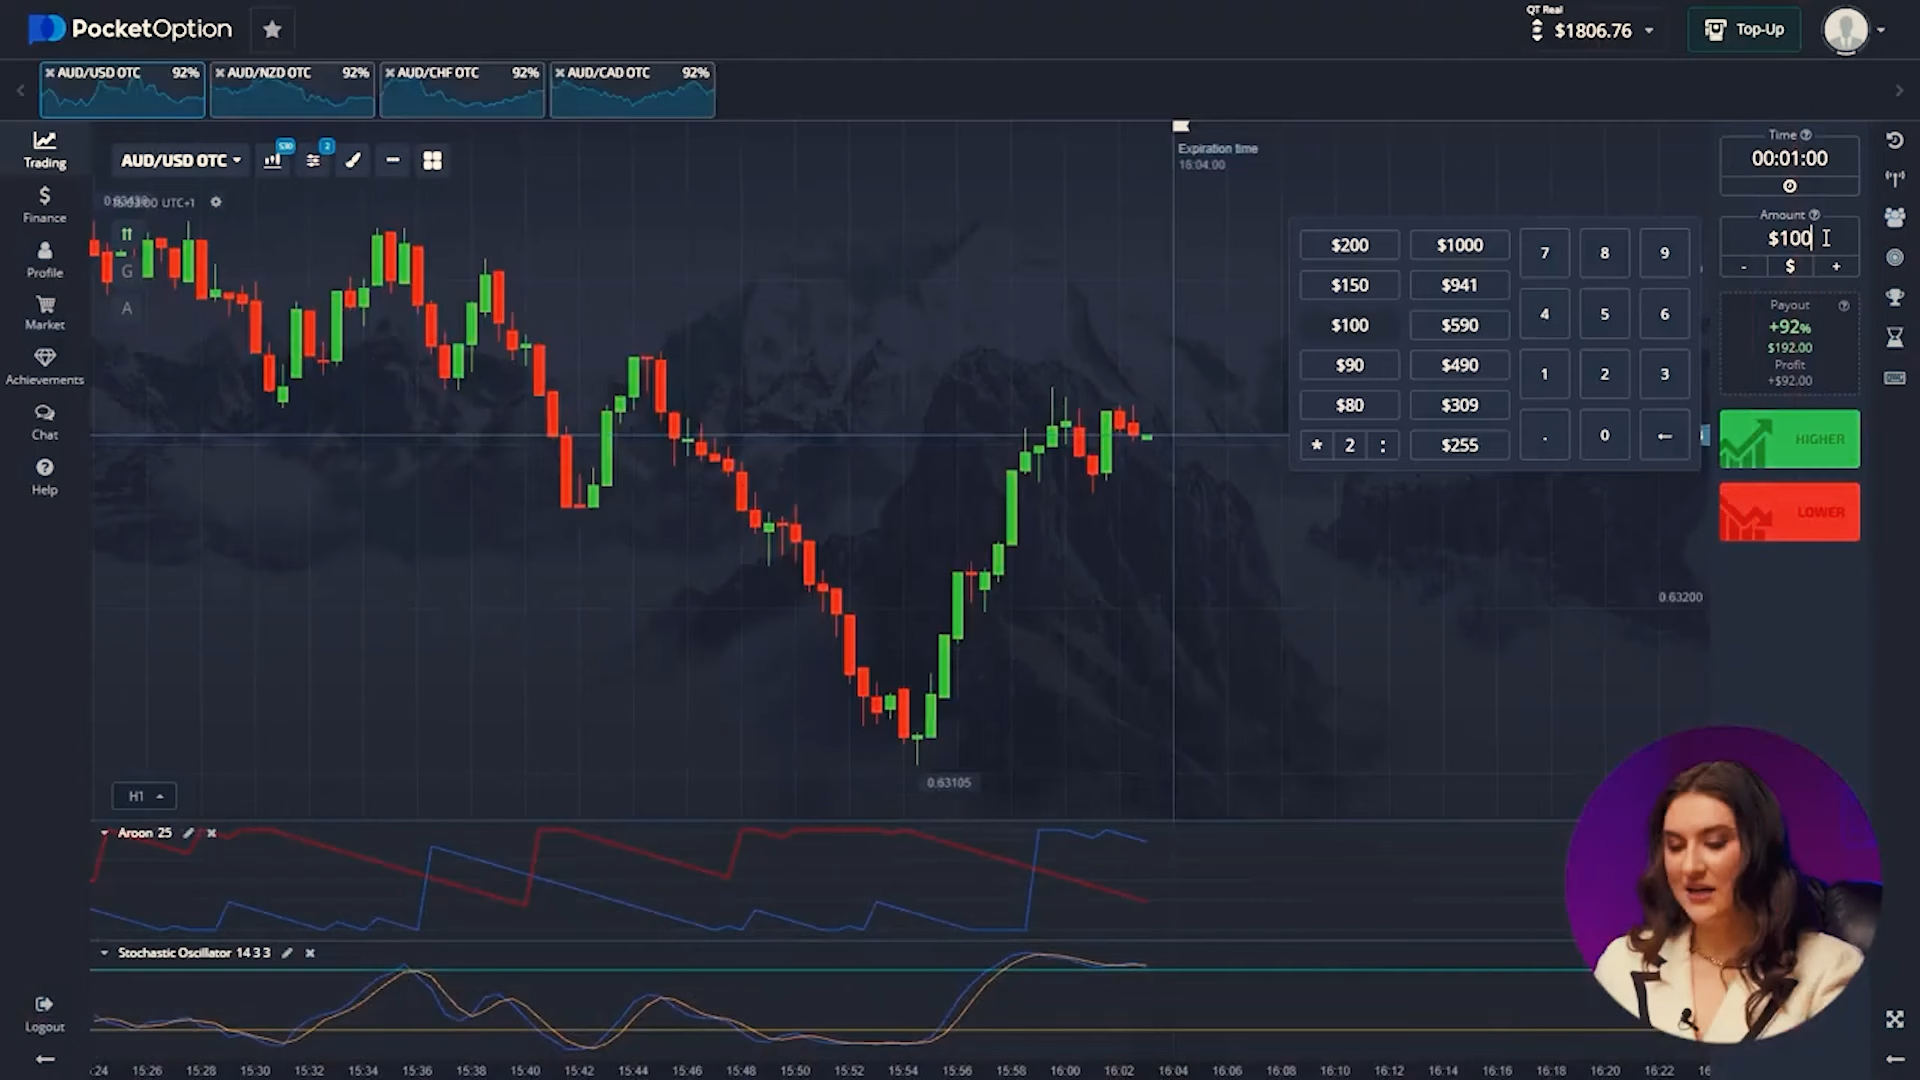 PocketOption
QT Real
$1806.76
Top-Up
AUD/USD OTC 92%
AUD/NZD OTC 92%
AUD/CHF OTC 92%
AUD/CAD OTC 92%
Trading
Finance
Profile
Market
Achievements
Chat
Help
Logout
AUD/USD OTC
S30
2
UTC+1
G
A
Expiration time
16:04:00
$200 $1000 7 8 9
$150 $941
$100 $590 4 5 6
$90 $490 1 2 3
$80 $309
* 2 : $255 . 0
Time
00:01:00
Amount
$100
- $ +
Payout
+92%
$192.00
Profit
+$92.00
HIGHER
LOWER
0.63200
0.63105
H1
Aroon 25
Stochastic Oscillator 14 3 3
:24 15:26 15:28 15:30 15:32 15:34 15:36 15:38 15:40 15:42 15:44 15:46 15:48 15:50 15:52 15:54 15:56 15:58 16:00 16:02 16:04 16:06 16:08 16:10 16:12 16:14 16:16 16:18 16:20 16:22 16